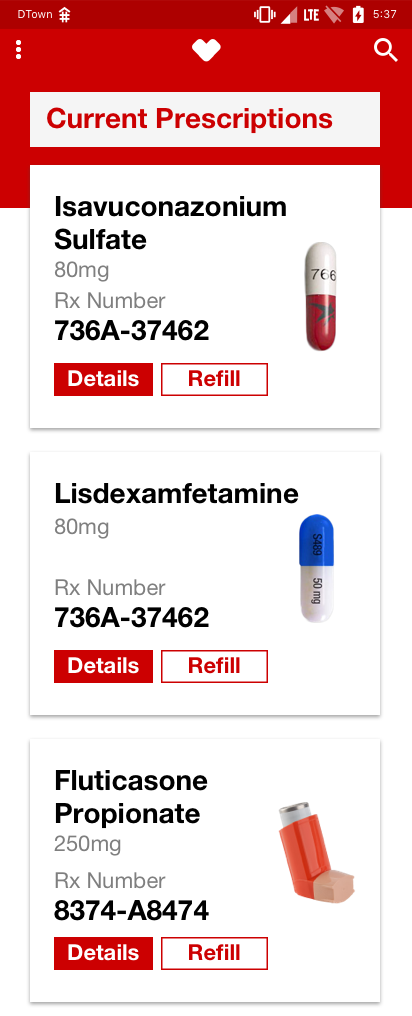 DTown LTE 5:37
Current Prescriptions
Isavuconazonium
Sulfate
80mg
Rx Number
736A-37462
766
Details Refill
Lisdexamfetamine
80mg
S489
50 mg
Rx Number
736A-37462
Details Refill
Fluticasone
Propionate
250mg
Rx Number
8374-A8474
Details Refill